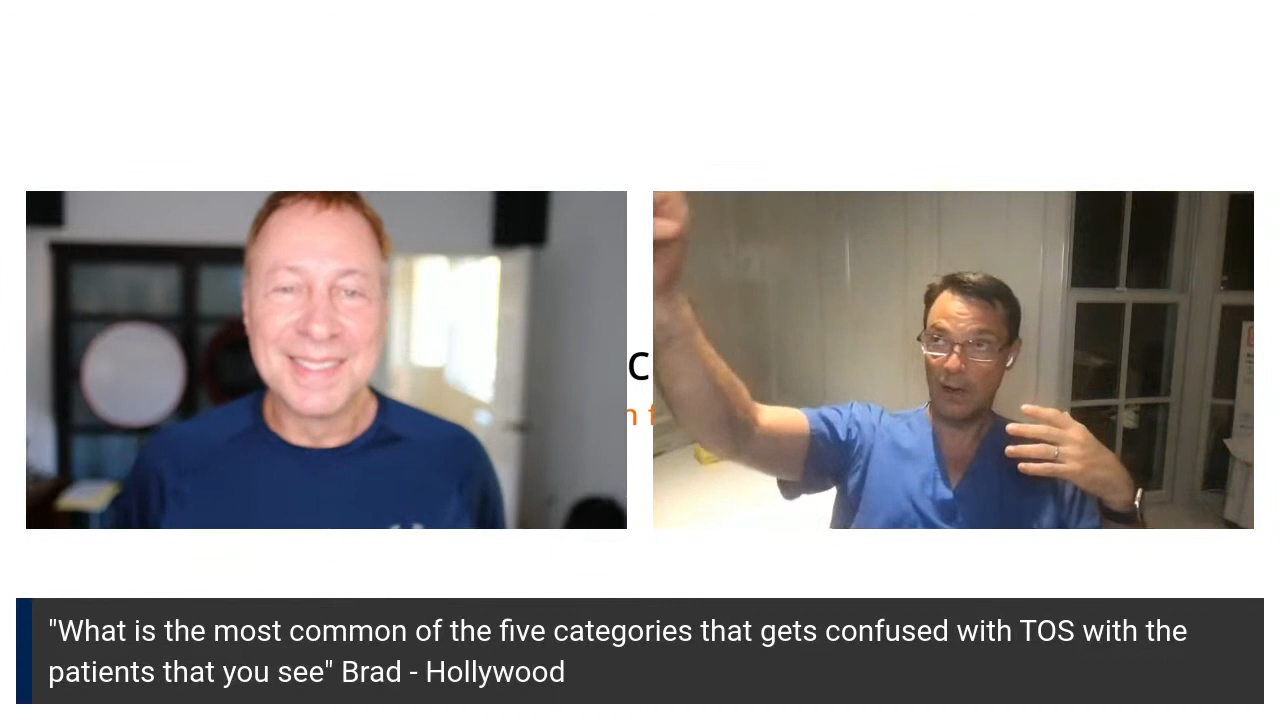 C
n f
"What is the most common of the five categories that gets confused with TOS with the
patients that you see" Brad - Hollywood